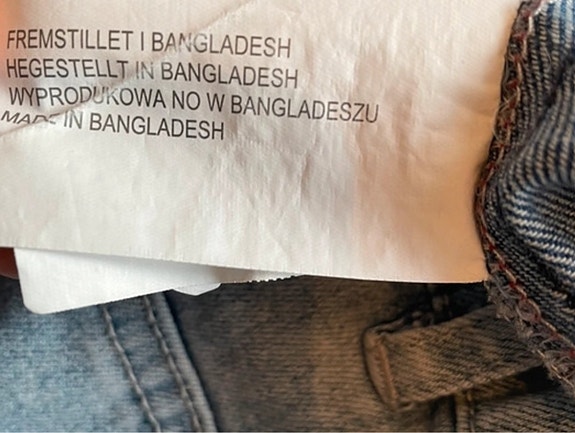 FREMSTILLET I BANGLADESH
HEGESTELLT IN BANGLADESH
WYPRODUKOWA NO W BANGLADESZU
MADE IN BANGLADESH